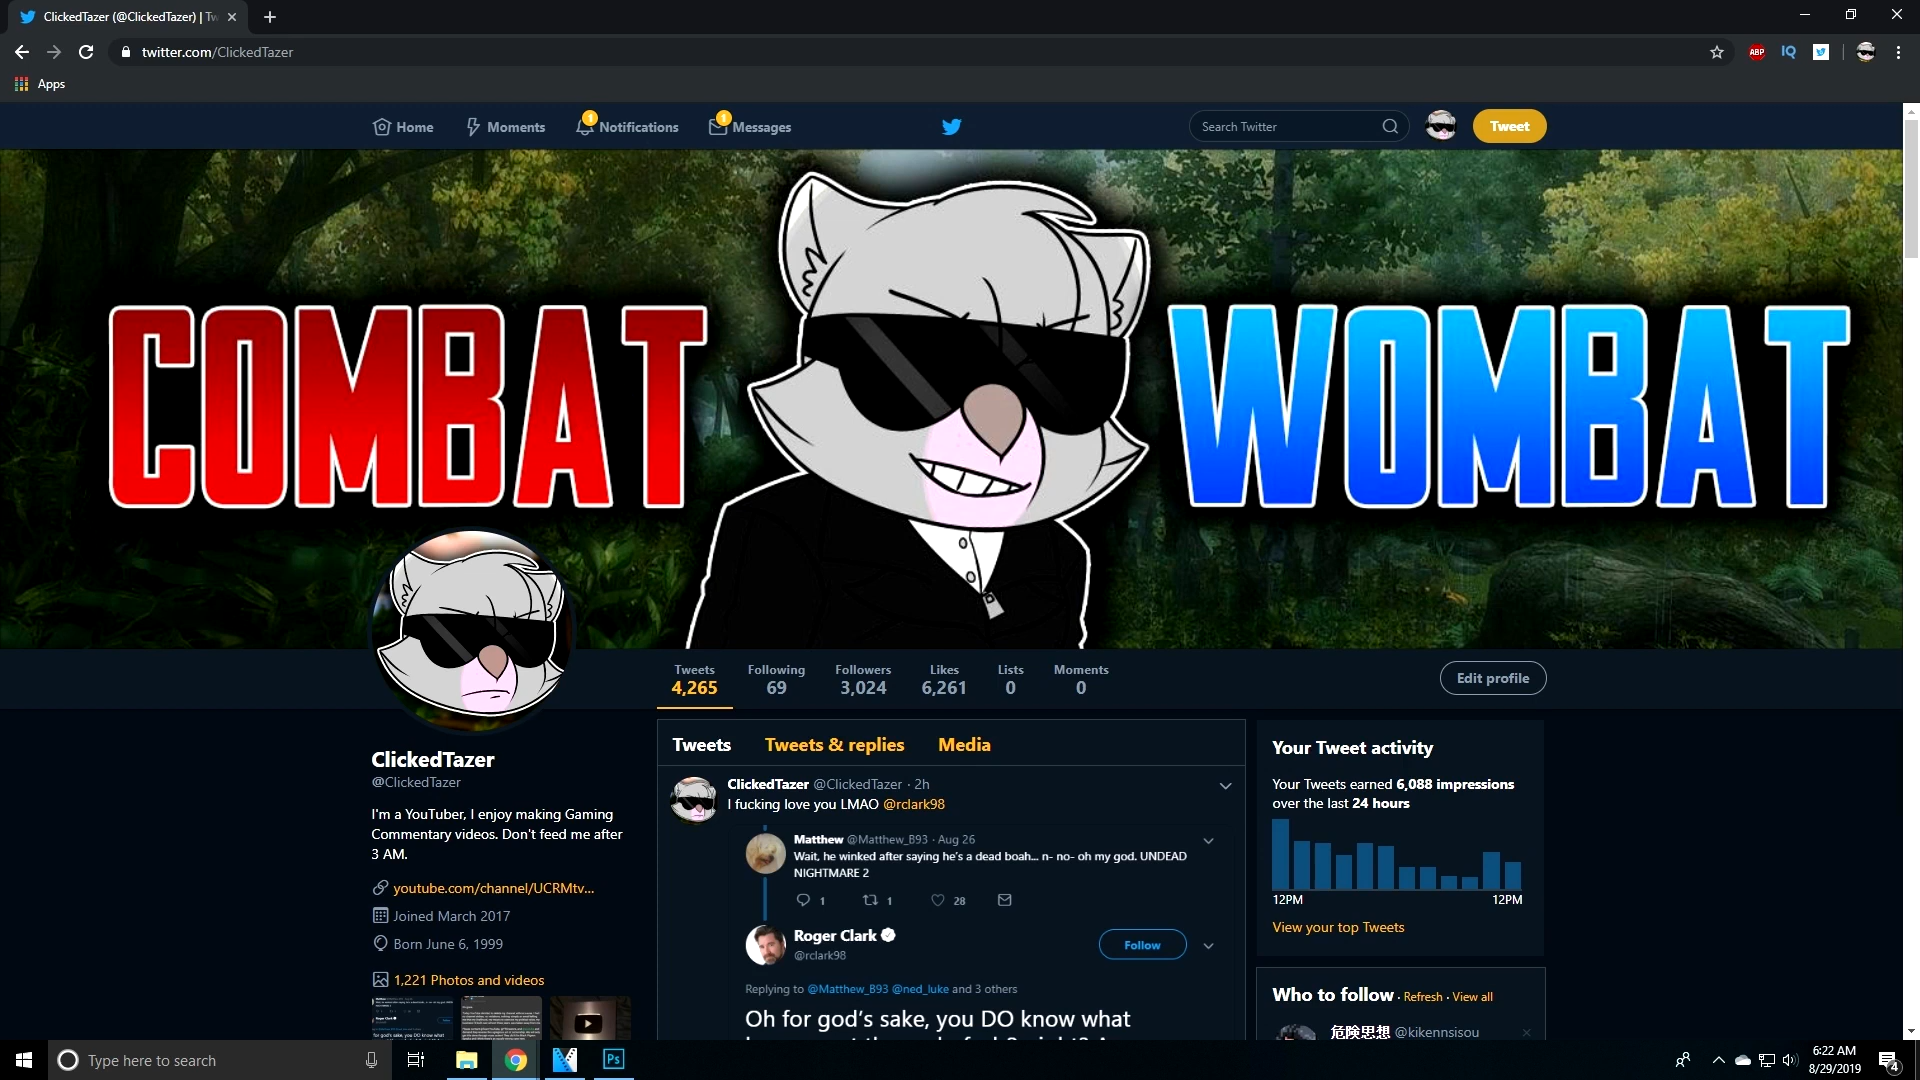 ClickedTazer (@ClickedTazer) | Tw
twitter.com/ClickedTazer
ABP
IQ
Apps
Home
Moments
1
Notifications
1
Messages
Search Twitter
Tweet
COMBAT WOMBAT
Tweets
4,265
Following
69
Followers
3,024
Likes
6,261
Lists
0
Moments
0
Edit profile
ClickedTazer
@ClickedTazer
I'm a YouTuber, I enjoy making Gaming
Commentary videos. Don't feed me after
3 AM.
youtube.com/channel/UCRMtv...
Joined March 2017
Born June 6, 1999
1,221 Photos and videos
Tweets
Tweets & replies
Media
ClickedTazer @ClickedTazer · 2h
I fucking love you LMAO @rclark98
Matthew @Matthew_B93 · Aug 26
Wait, he winked after saying he's a dead boah... n- no- oh my god. UNDEAD
NIGHTMARE 2
1
1
28
Roger Clark
@rclark98
Follow
Replying to @Matthew_B93 @ned_luke and 3 others
Oh for god's sake, you DO know what
Your Tweet activity
Your Tweets earned 6,088 impressions
over the last 24 hours
12PM
12PM
View your top Tweets
Who to follow · Refresh · View all
危険思想 @kikennsisou
Type here to search
Ps
6:22 AM
8/29/2019
4